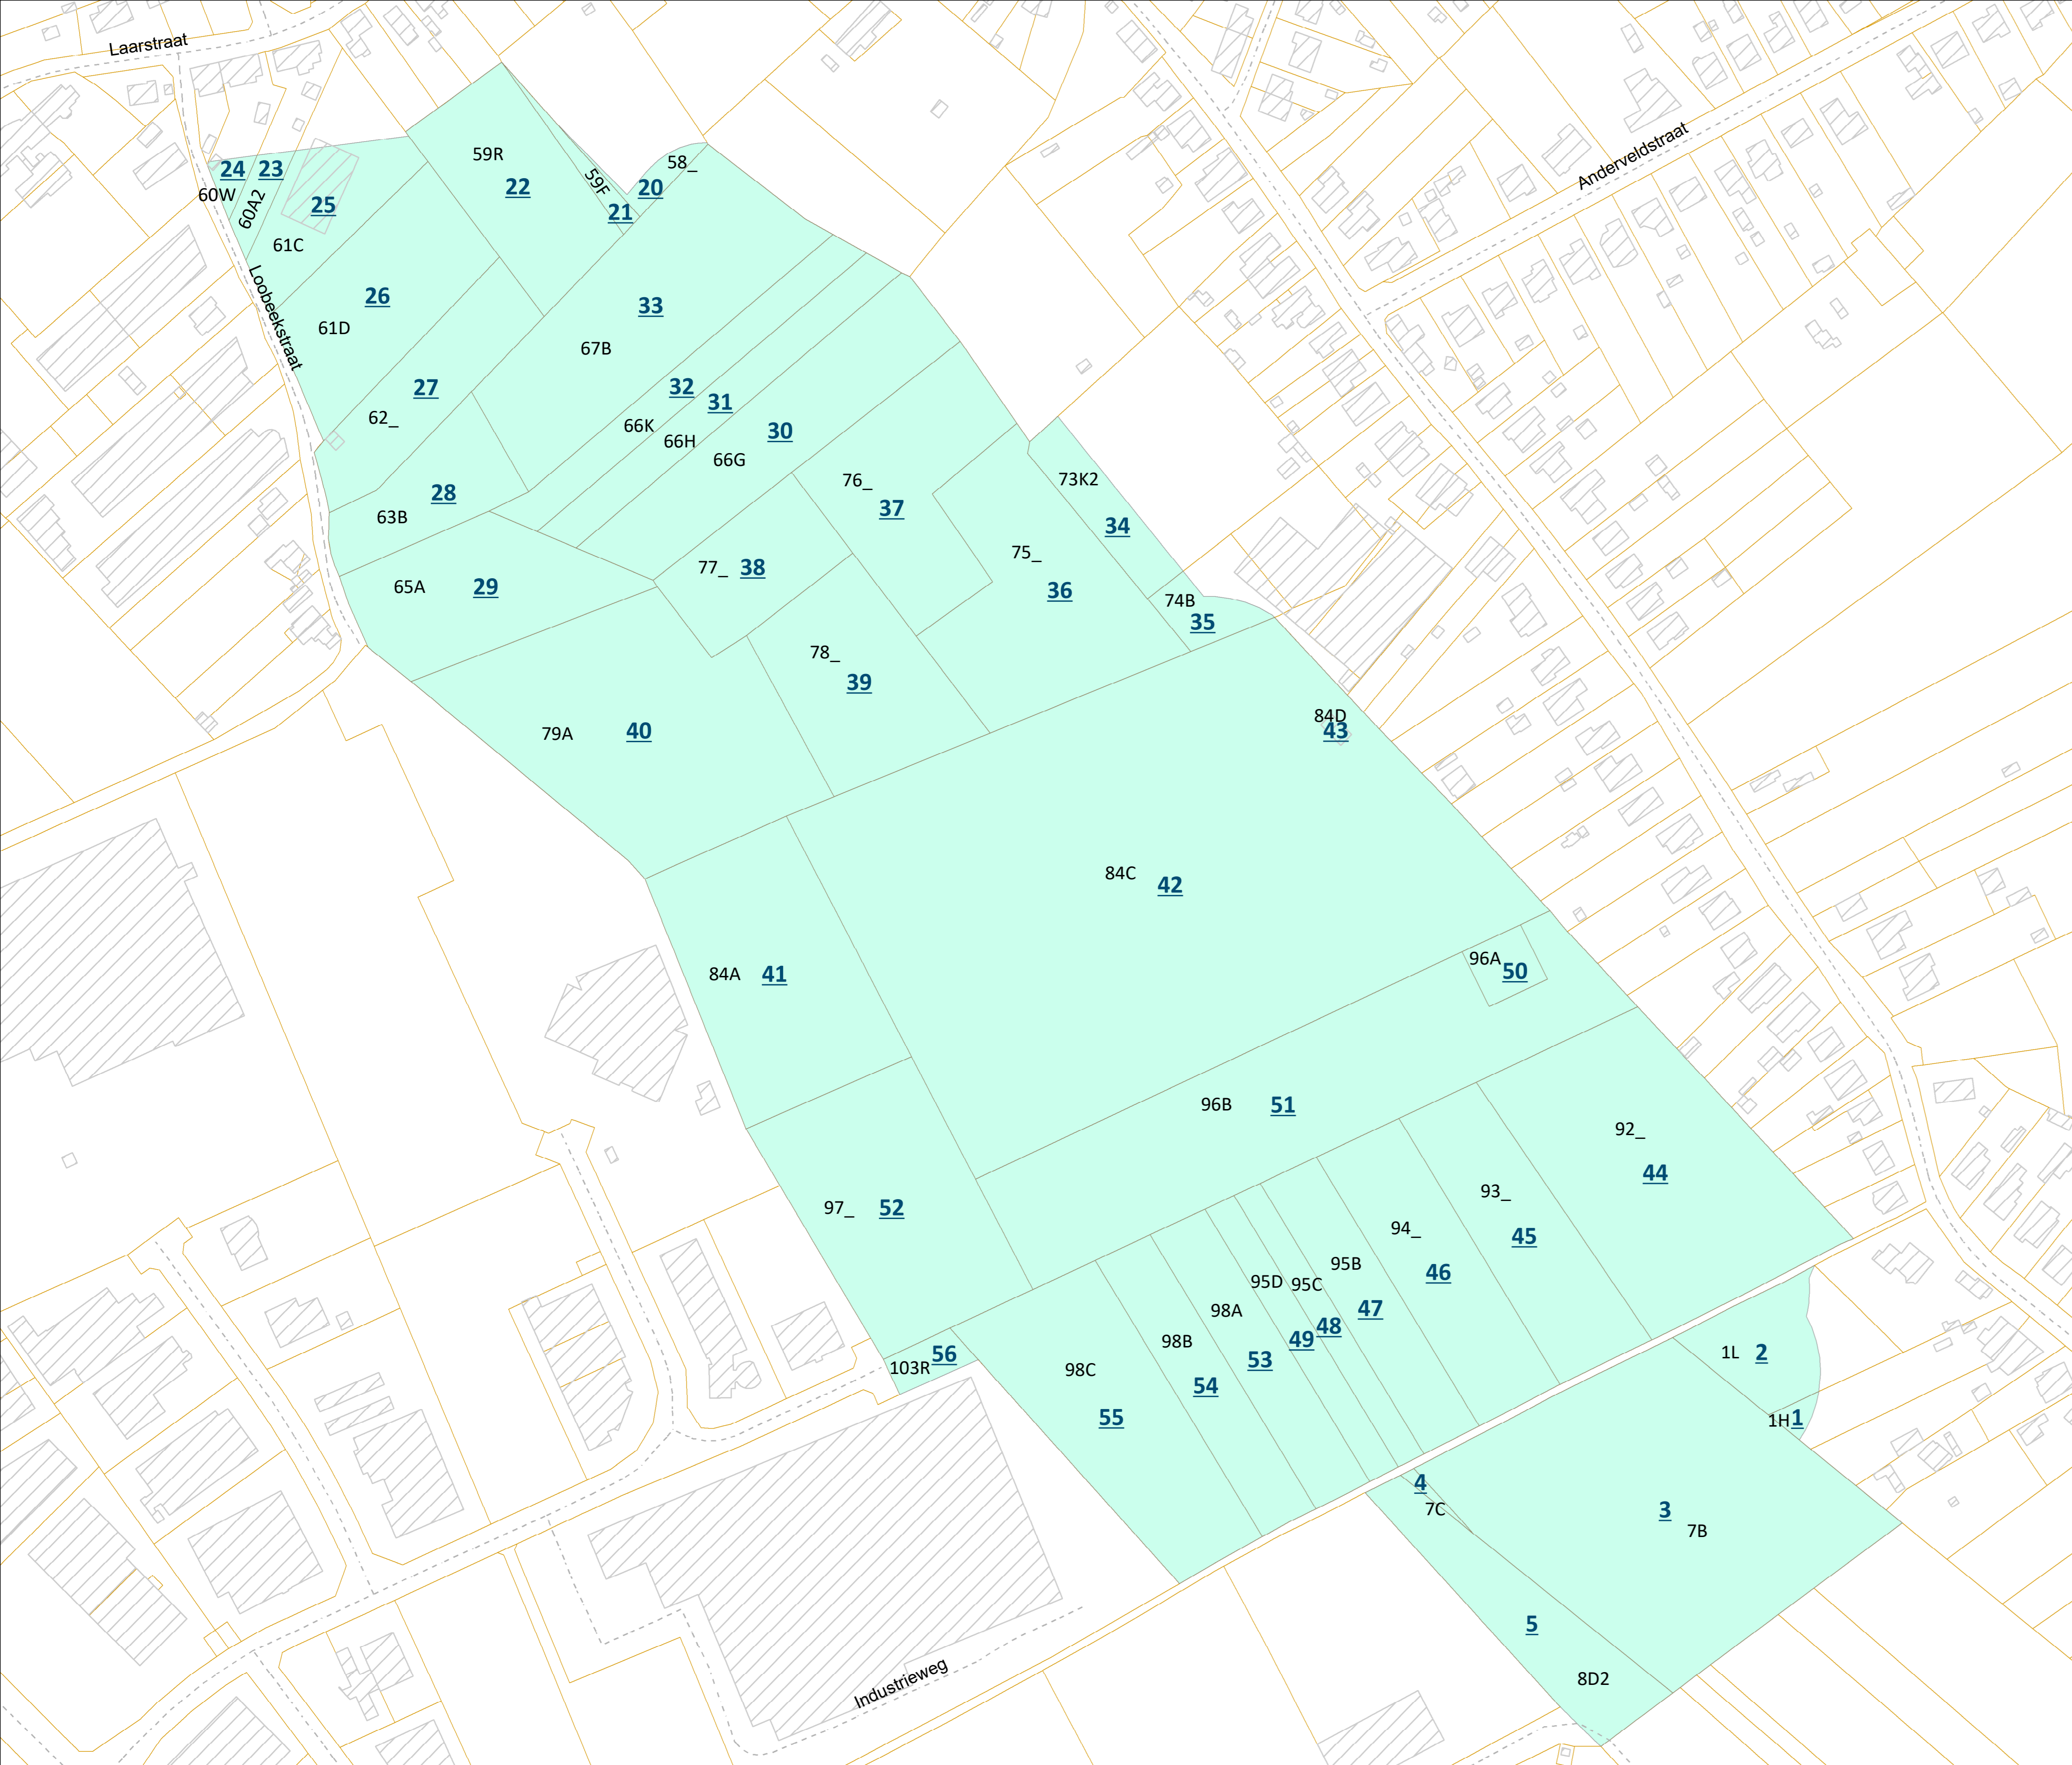 Laarstraat
Anderveldstraat
59R
22
59F
58_
20
21
24
23
60W
60A2
25
61C
Loobeekstraat
26
61D
33
67B
27
62_
32
31
66K
66H
30
66G
28
63B
76_
37
73K2
34
65A
29
77_
38
75_
36
74B
35
78_
39
79A
40
84D
43
84C
42
84A
41
96A
50
96B
51
92_
44
97_
52
93_
45
94_
46
95B
47
95C
48
95D
49
98A
53
98B
54
98C
55
103R
56
1L
2
1H
1
4
7C
3
7B
5
8D2
Industrieweg